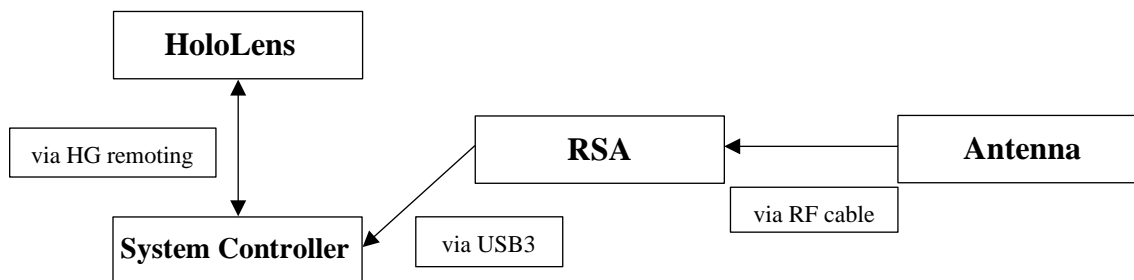 HoloLens
via HG remoting
RSA
Antenna
via RF cable
System Controller
via USB3